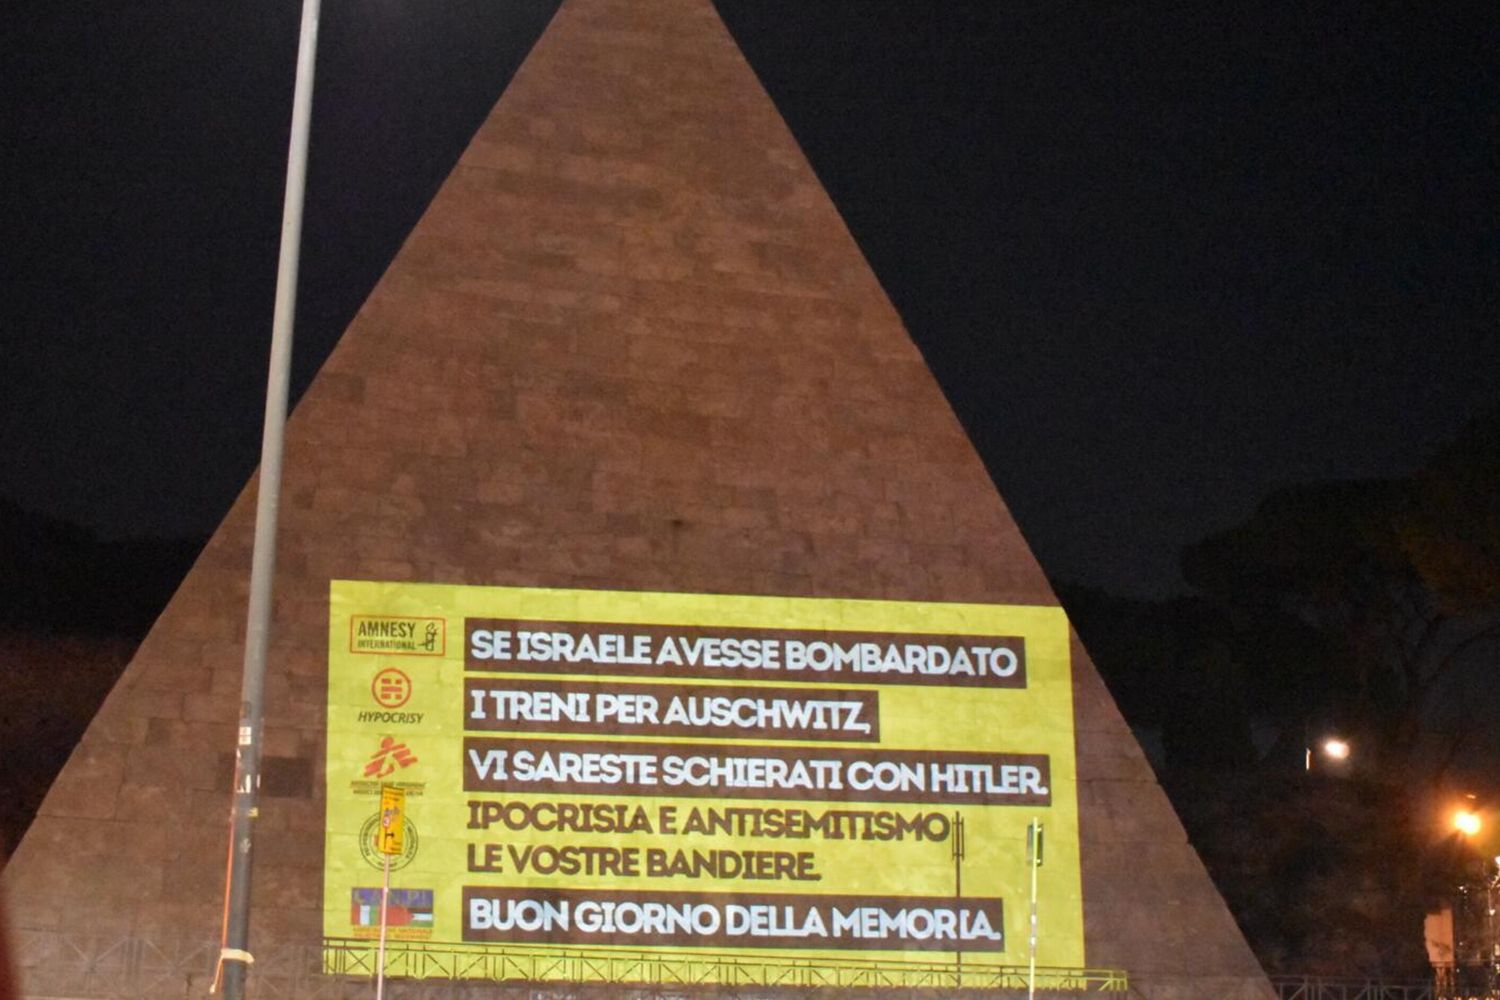 AMNESY
INTERNATIONAL
HYPOCRISY
SE ISRAELE AVESSE BOMBARDATO
I TRENI PER AUSCHWITZ,
VI SARESTE SCHIERATI CON HITLER.
IPOCRISIA E ANTISEMITISMO
LE VOSTRE BANDIERE.
BUON GIORNO DELLA MEMORIA.